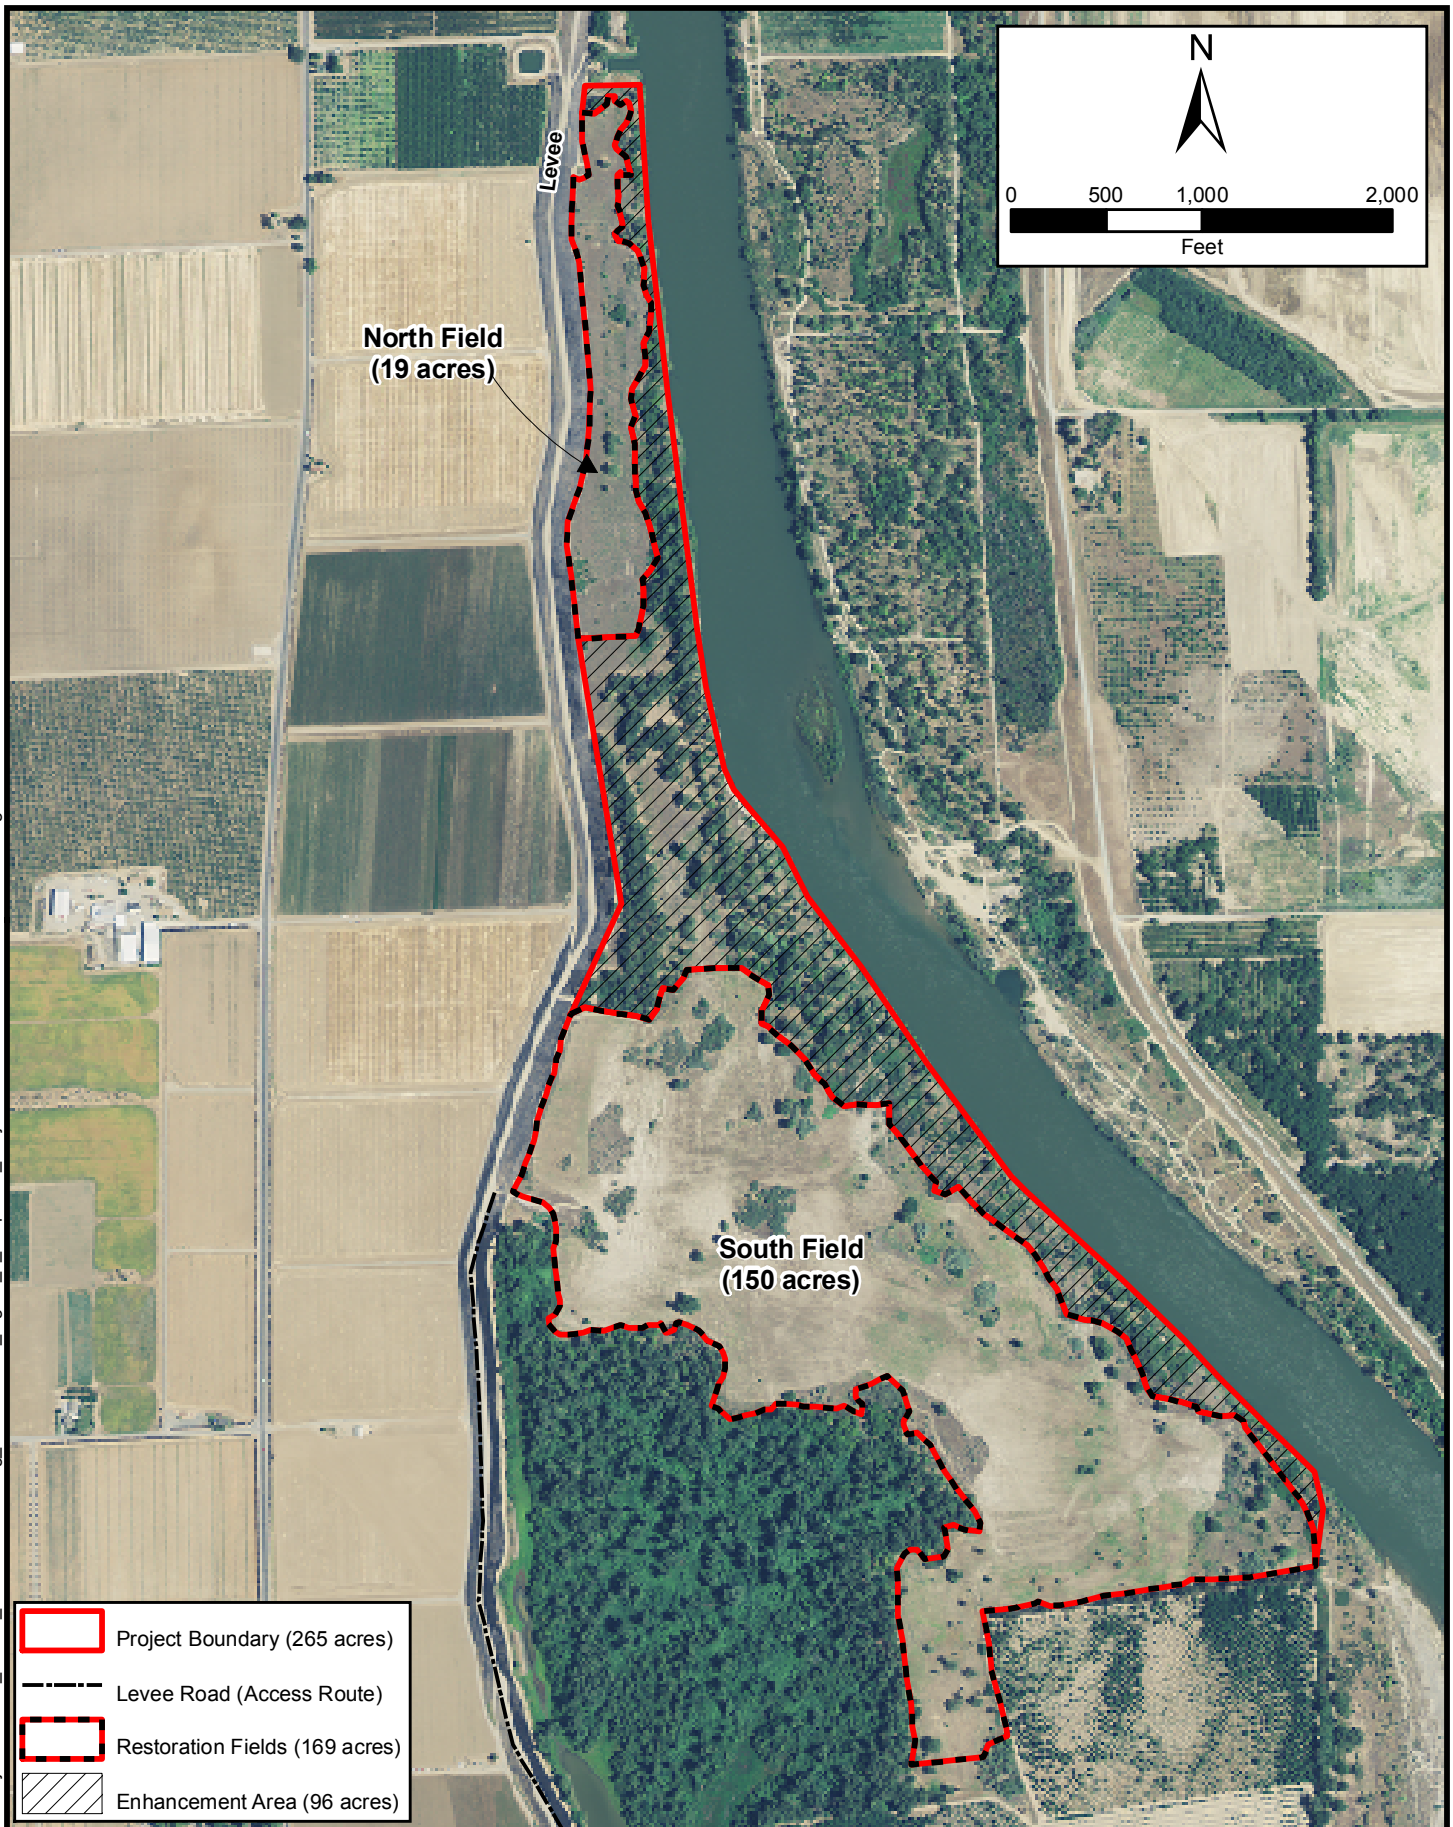 N
0 500 1,000 2,000
Feet
Levee
North Field
(19 acres)
South Field
(150 acres)
Project Boundary (265 acres)
Levee Road (Access Route)
Restoration Fields (169 acres)
Enhancement Area (96 acres)